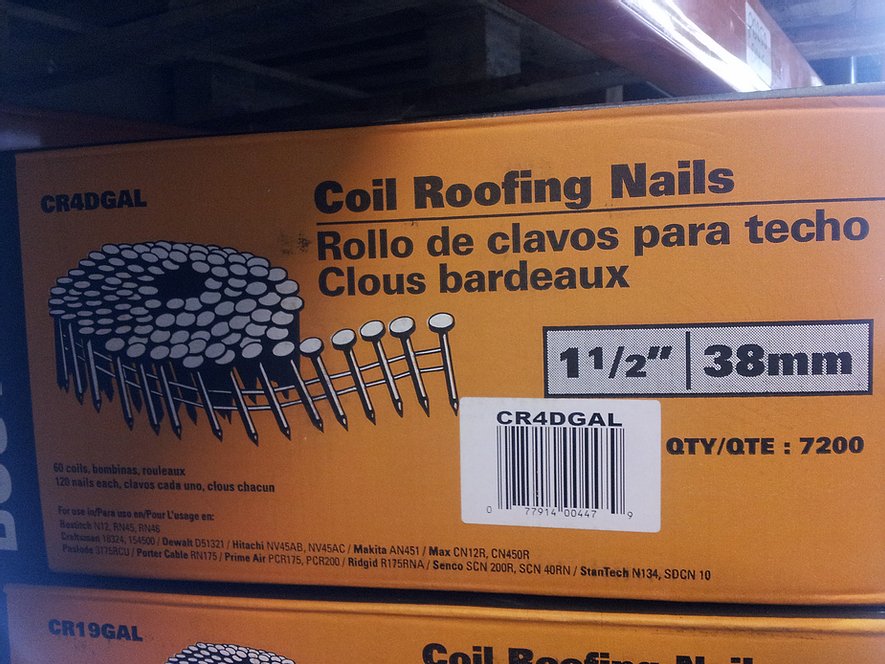 CR4DGAL
Coil Roofing Nails
Rollo de clavos para techo
Clous bardeaux
1 1/2" 38mm
CR4DGAL
0 77914 00447 9
QTY/QTE : 7200
60 coils, bombinas, rouleaux
120 nails each, clavos cada uno, clous chacun
For use in/Para uso en/Pour L'usage en:
Bostitch N12, RN45, RN46
Craftsman 18324, 154500 / Dewalt D51321 / Hitachi NV45AB, NV45AC / Makita AN451 / Max CN12R, CN450R
Paslode 3175RCU / Porter Cable RN175 / Prime Air PCR175, PCR200 / Ridgid R175RNA / Senco SCN 200R, SCN 40RN / StanTech N134, SDCN 10
CR19GAL
Coil Roofing Nails